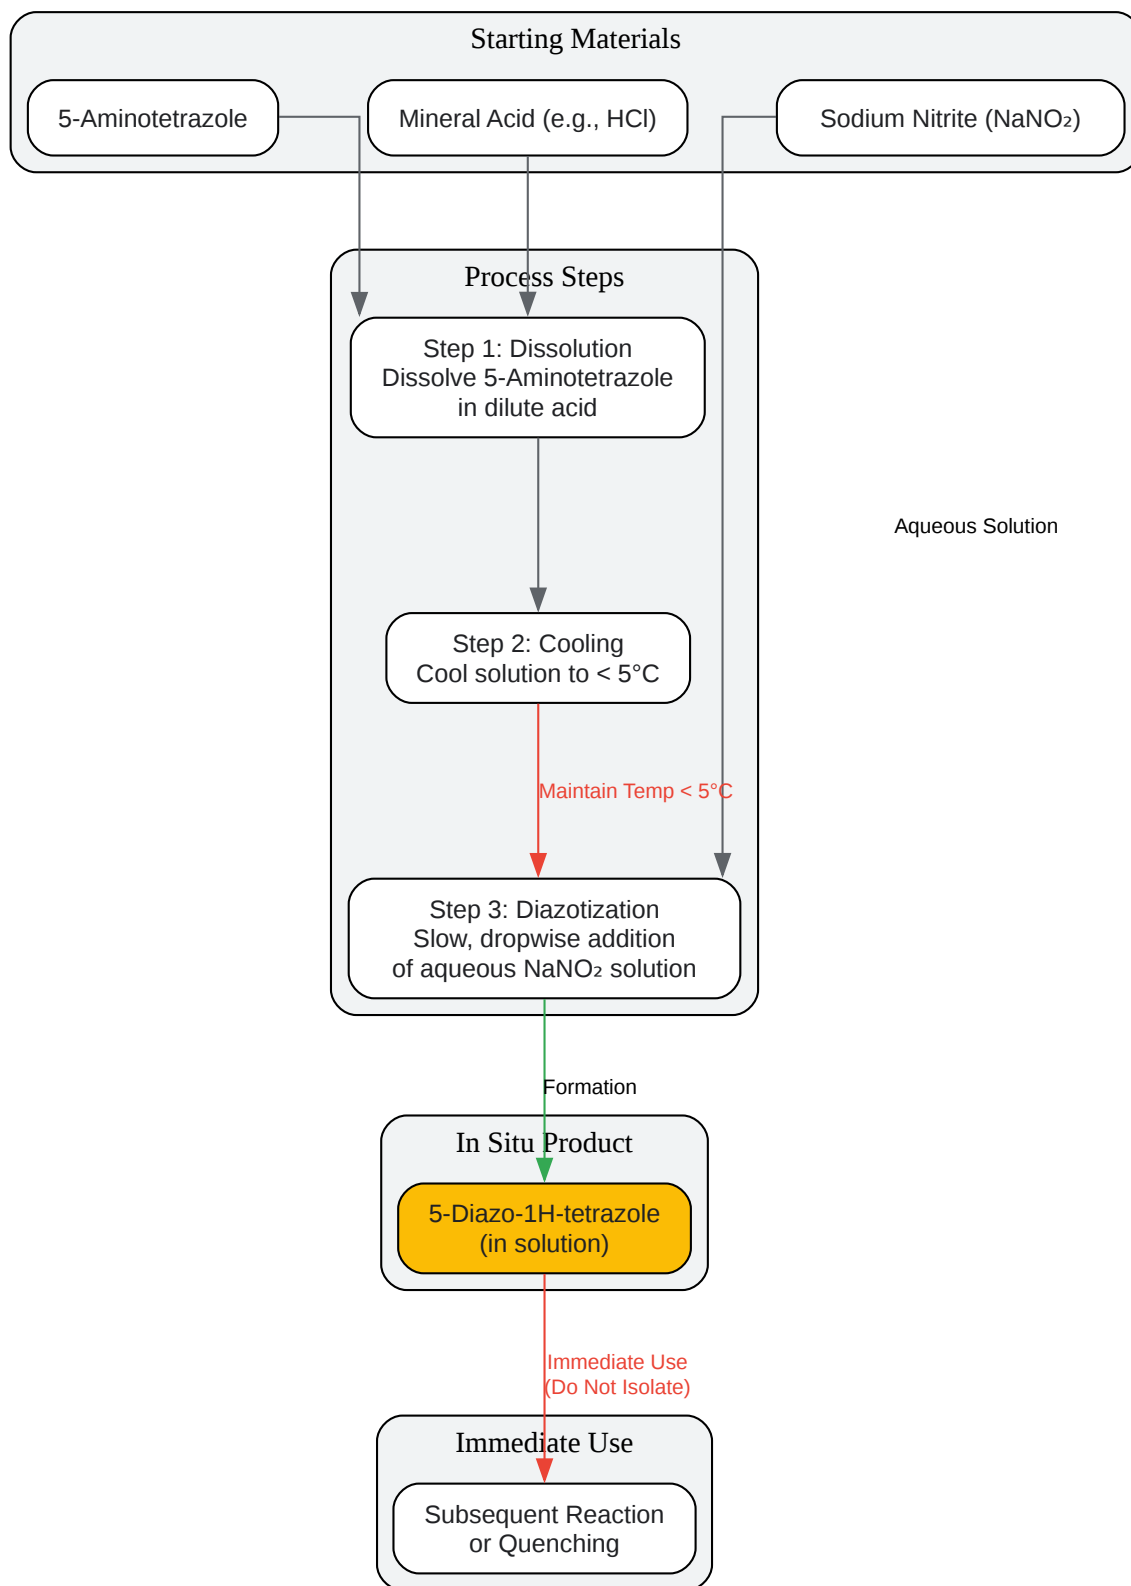 Starting Materials
5-Aminotetrazole
Mineral Acid (e.g., HCl)
Sodium Nitrite (NaNO₂)
Process Steps
Step 1: Dissolution
Dissolve 5-Aminotetrazole
in dilute acid
Aqueous Solution
Step 2: Cooling
Cool solution to < 5°C
Maintain Temp < 5°C
Step 3: Diazotization
Slow, dropwise addition
of aqueous NaNO₂ solution
Formation
In Situ Product
5-Diazo-1H-tetrazole
(in solution)
Immediate Use
(Do Not Isolate)
Immediate Use
Subsequent Reaction
or Quenching